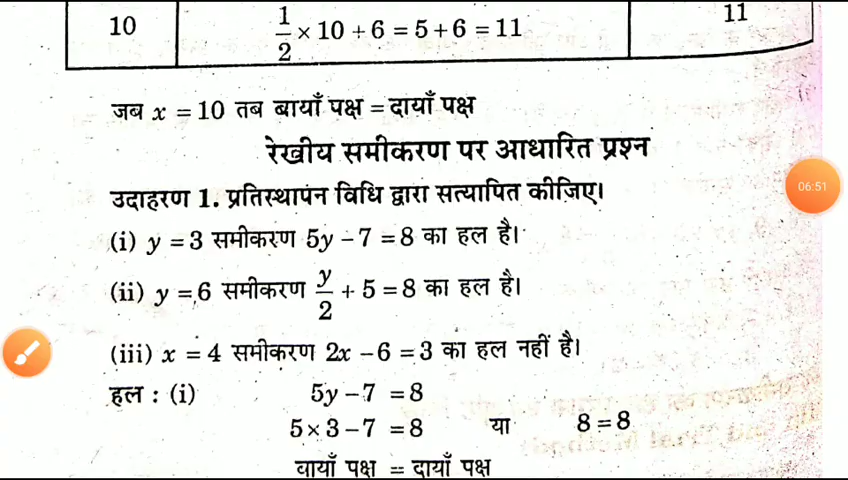 10 1/2 × 10 + 6 = 5 + 6 = 11 11
जब x = 10 तब बायाँ पक्ष = दायाँ पक्ष
रेखीय समीकरण पर आधारित प्रश्न
उदाहरण 1. प्रतिस्थापन विधि द्वारा सत्यापित कीजिए।
06:51
(i) y = 3 समीकरण 5y − 7 = 8 का हल है।
(ii) y = 6 समीकरण y/2 + 5 = 8 का हल है।
(iii) x = 4 समीकरण 2x − 6 = 3 का हल नहीं है।
हल : (i) 5y − 7 = 8
5 × 3 − 7 = 8 या 8 = 8
बायाँ पक्ष = दायाँ पक्ष